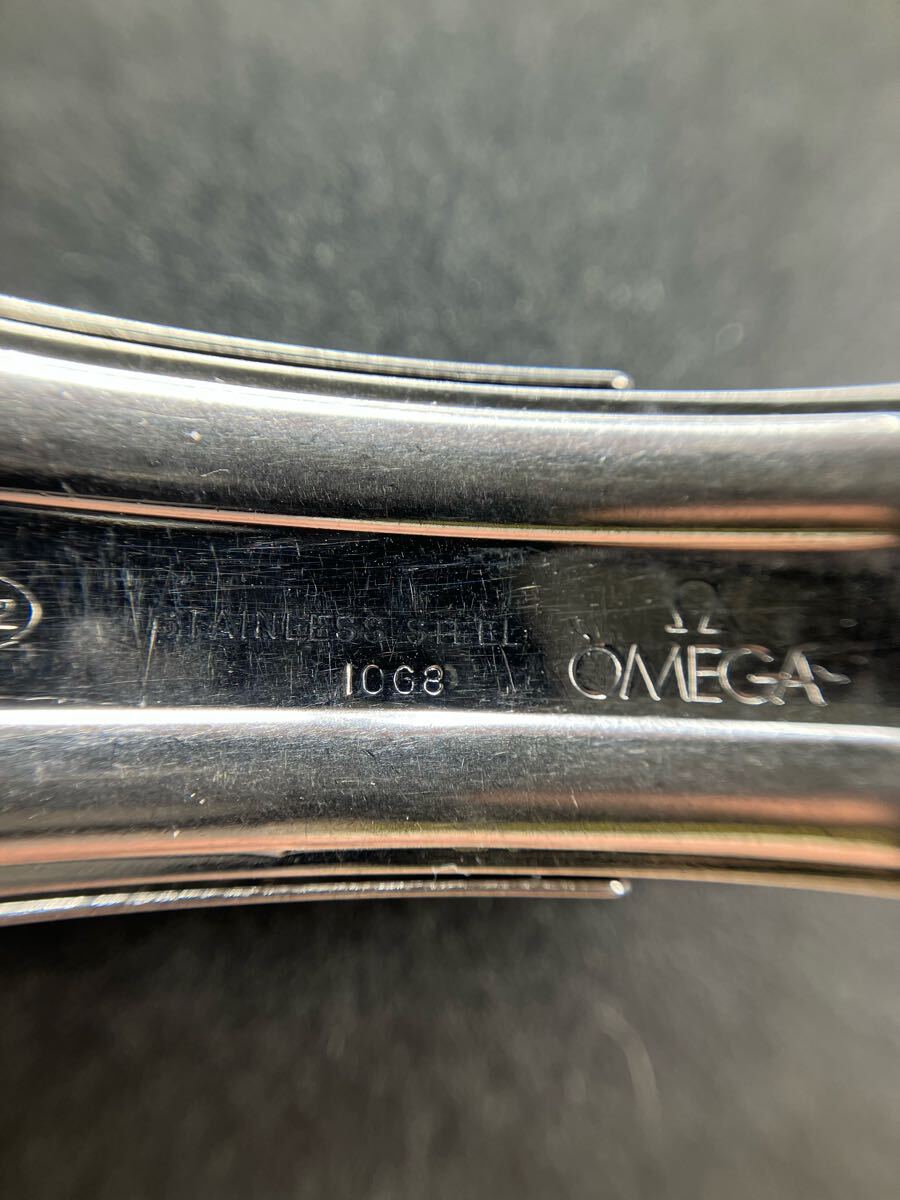 STAINLESS STEEL
1068
Ω
OMEGA